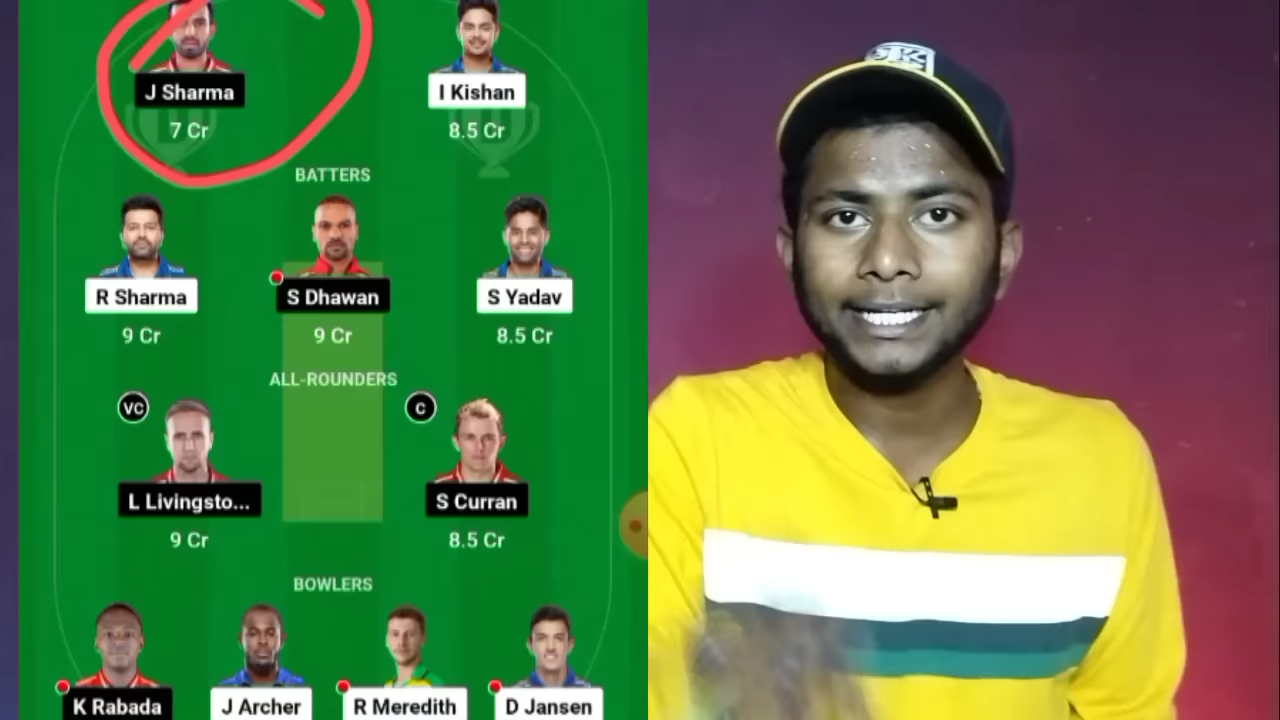 J Sharma
I Kishan
7 Cr
8.5 Cr
BATTERS
R Sharma
S Dhawan
S Yadav
9 Cr
9 Cr
8.5 Cr
ALL-ROUNDERS
VC
C
L Livingsto...
S Curran
9 Cr
8.5 Cr
BOWLERS
K Rabada
J Archer
R Meredith
D Jansen